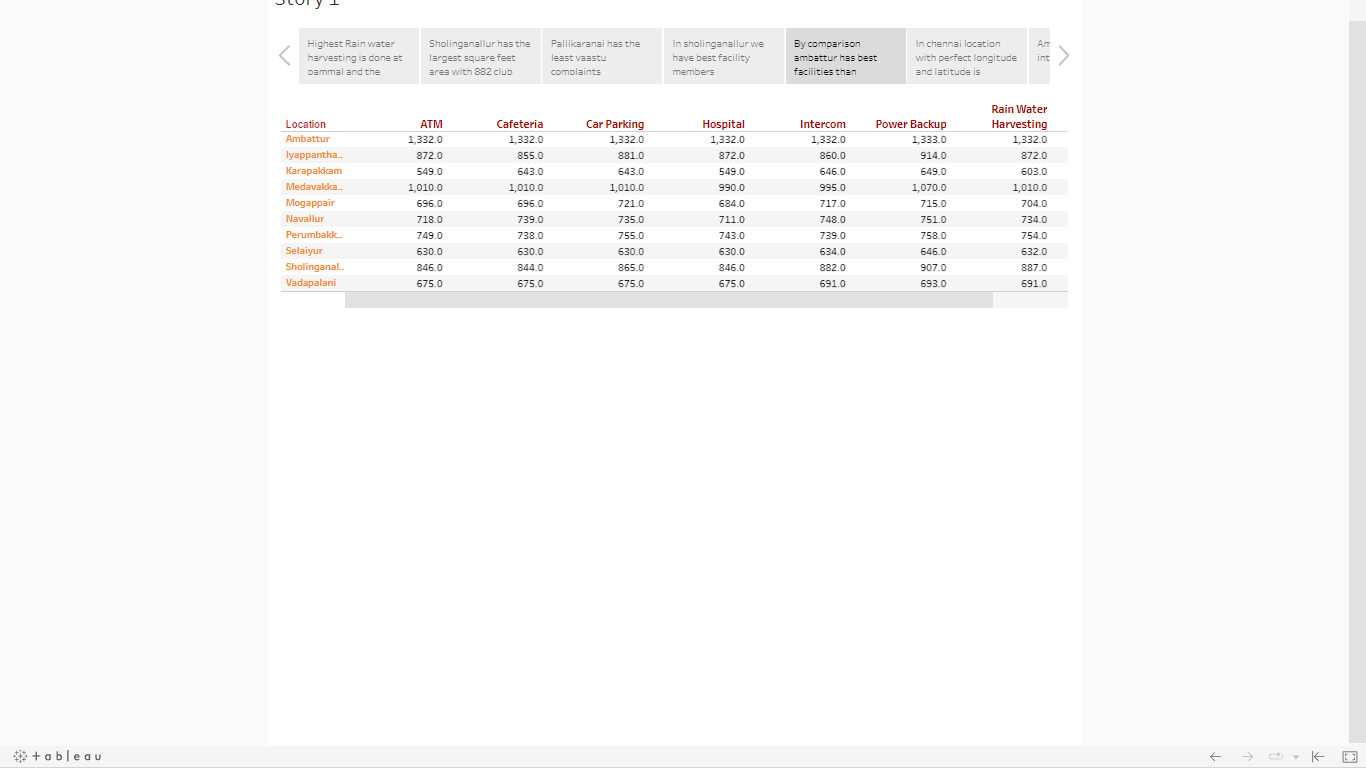 Story 1
Highest Rain water
harvesting is done at
pammal and the
Sholinganallur has the
largest square feet
area with 882 club
Pallikaranai has the
least vaastu
complaints
In sholinganallur we
have best facility
members
By comparison
ambattur has best
facilities than
In chennai location
with perfect longitude
and latitude is
Am
int
Rain Water
Location ATM Cafeteria Car Parking Hospital Intercom Power Backup Harvesting
Ambattur 1,332.0 1,332.0 1,332.0 1,332.0 1,332.0 1,333.0 1,332.0
Iyappantha.. 872.0 855.0 881.0 872.0 860.0 914.0 872.0
Karapakkam 549.0 643.0 643.0 549.0 646.0 649.0 603.0
Medavakka.. 1,010.0 1,010.0 1,010.0 990.0 995.0 1,070.0 1,010.0
Mogappair 696.0 696.0 721.0 684.0 717.0 715.0 704.0
Navallur 718.0 739.0 735.0 711.0 748.0 751.0 734.0
Perumbakk.. 749.0 738.0 755.0 743.0 739.0 758.0 754.0
Selaiyur 630.0 630.0 630.0 630.0 634.0 646.0 632.0
Sholinganal.. 846.0 844.0 865.0 846.0 882.0 907.0 887.0
Vadapalani 675.0 675.0 675.0 675.0 691.0 693.0 691.0
+ableau